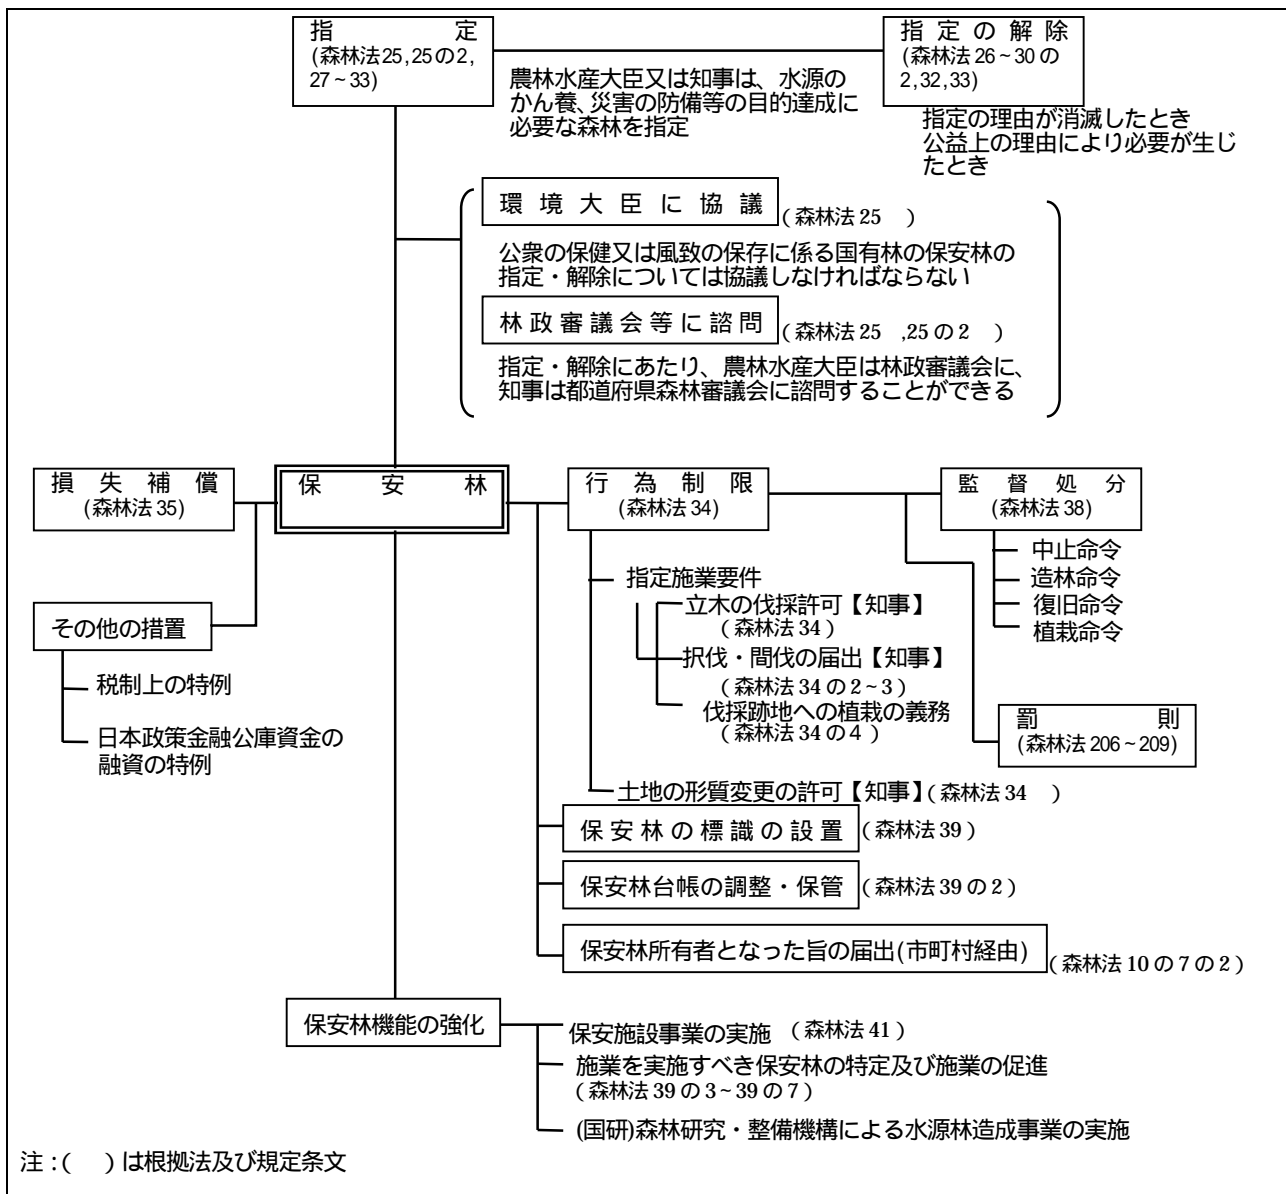 指定
(森林法25,25の2,
27~33)
指定の解除
(森林法26~30の
2,32,33)
農林水産大臣又は知事は、水源の
かん養、災害の防備等の目的達成に
必要な森林を指定
指定の理由が消滅したとき
公益上の理由により必要が生じ
たとき
環境大臣に協議
(森林法25 )
公衆の保健又は風致の保存に係る国有林の保安林の
指定・解除については協議しなければならない
林政審議会等に諮問
(森林法25 ,25の2 )
指定・解除にあたり、農林水産大臣は林政審議会に、
知事は都道府県森林審議会に諮問することができる
損失補償
(森林法35)
保安林
行為制限
(森林法34)
監督処分
(森林法38)
中止命令
造林命令
復旧命令
植栽命令
指定施業要件
立木の伐採許可【知事】
(森林法34)
択伐・間伐の届出【知事】
(森林法34の2~3)
伐採跡地への植栽の義務
(森林法34の4)
その他の措置
税制上の特例
日本政策金融公庫資金の
融資の特例
罰則
(森林法206~209)
土地の形質変更の許可【知事】(森林法34 )
保安林の標識の設置
(森林法39)
保安林台帳の調整・保管
(森林法39の2)
保安林所有者となった旨の届出(市町村経由)
(森林法10の7の2)
保安林機能の強化
保安施設事業の実施 (森林法41)
施業を実施すべき保安林の特定及び施業の促進
(森林法39の3~39の7)
(国研)森林研究・整備機構による水源林造成事業の実施
注:( )は根拠法及び規定条文